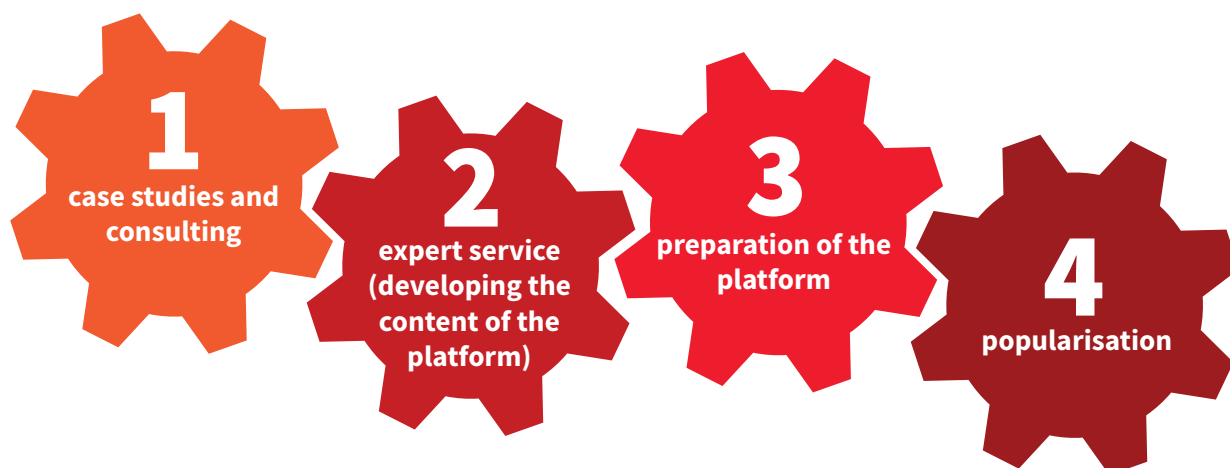 1
case studies and
consulting
2
expert service
(developing the
content of the
platform)
3
preparation of the
platform
4
popularisation